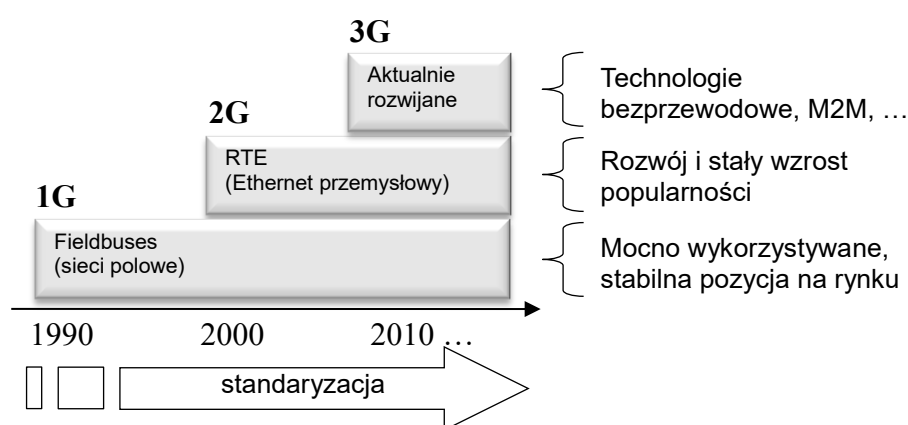 3G
Aktualnie
rozwijane
Technologie
bezprzewodowe, M2M, …
2G
RTE
(Ethernet przemysłowy)
Rozwój i stały wzrost
popularności
1G
Fieldbuses
(sieci polowe)
Mocno wykorzystywane,
stabilna pozycja na rynku
1990 2000 2010 …
standaryzacja